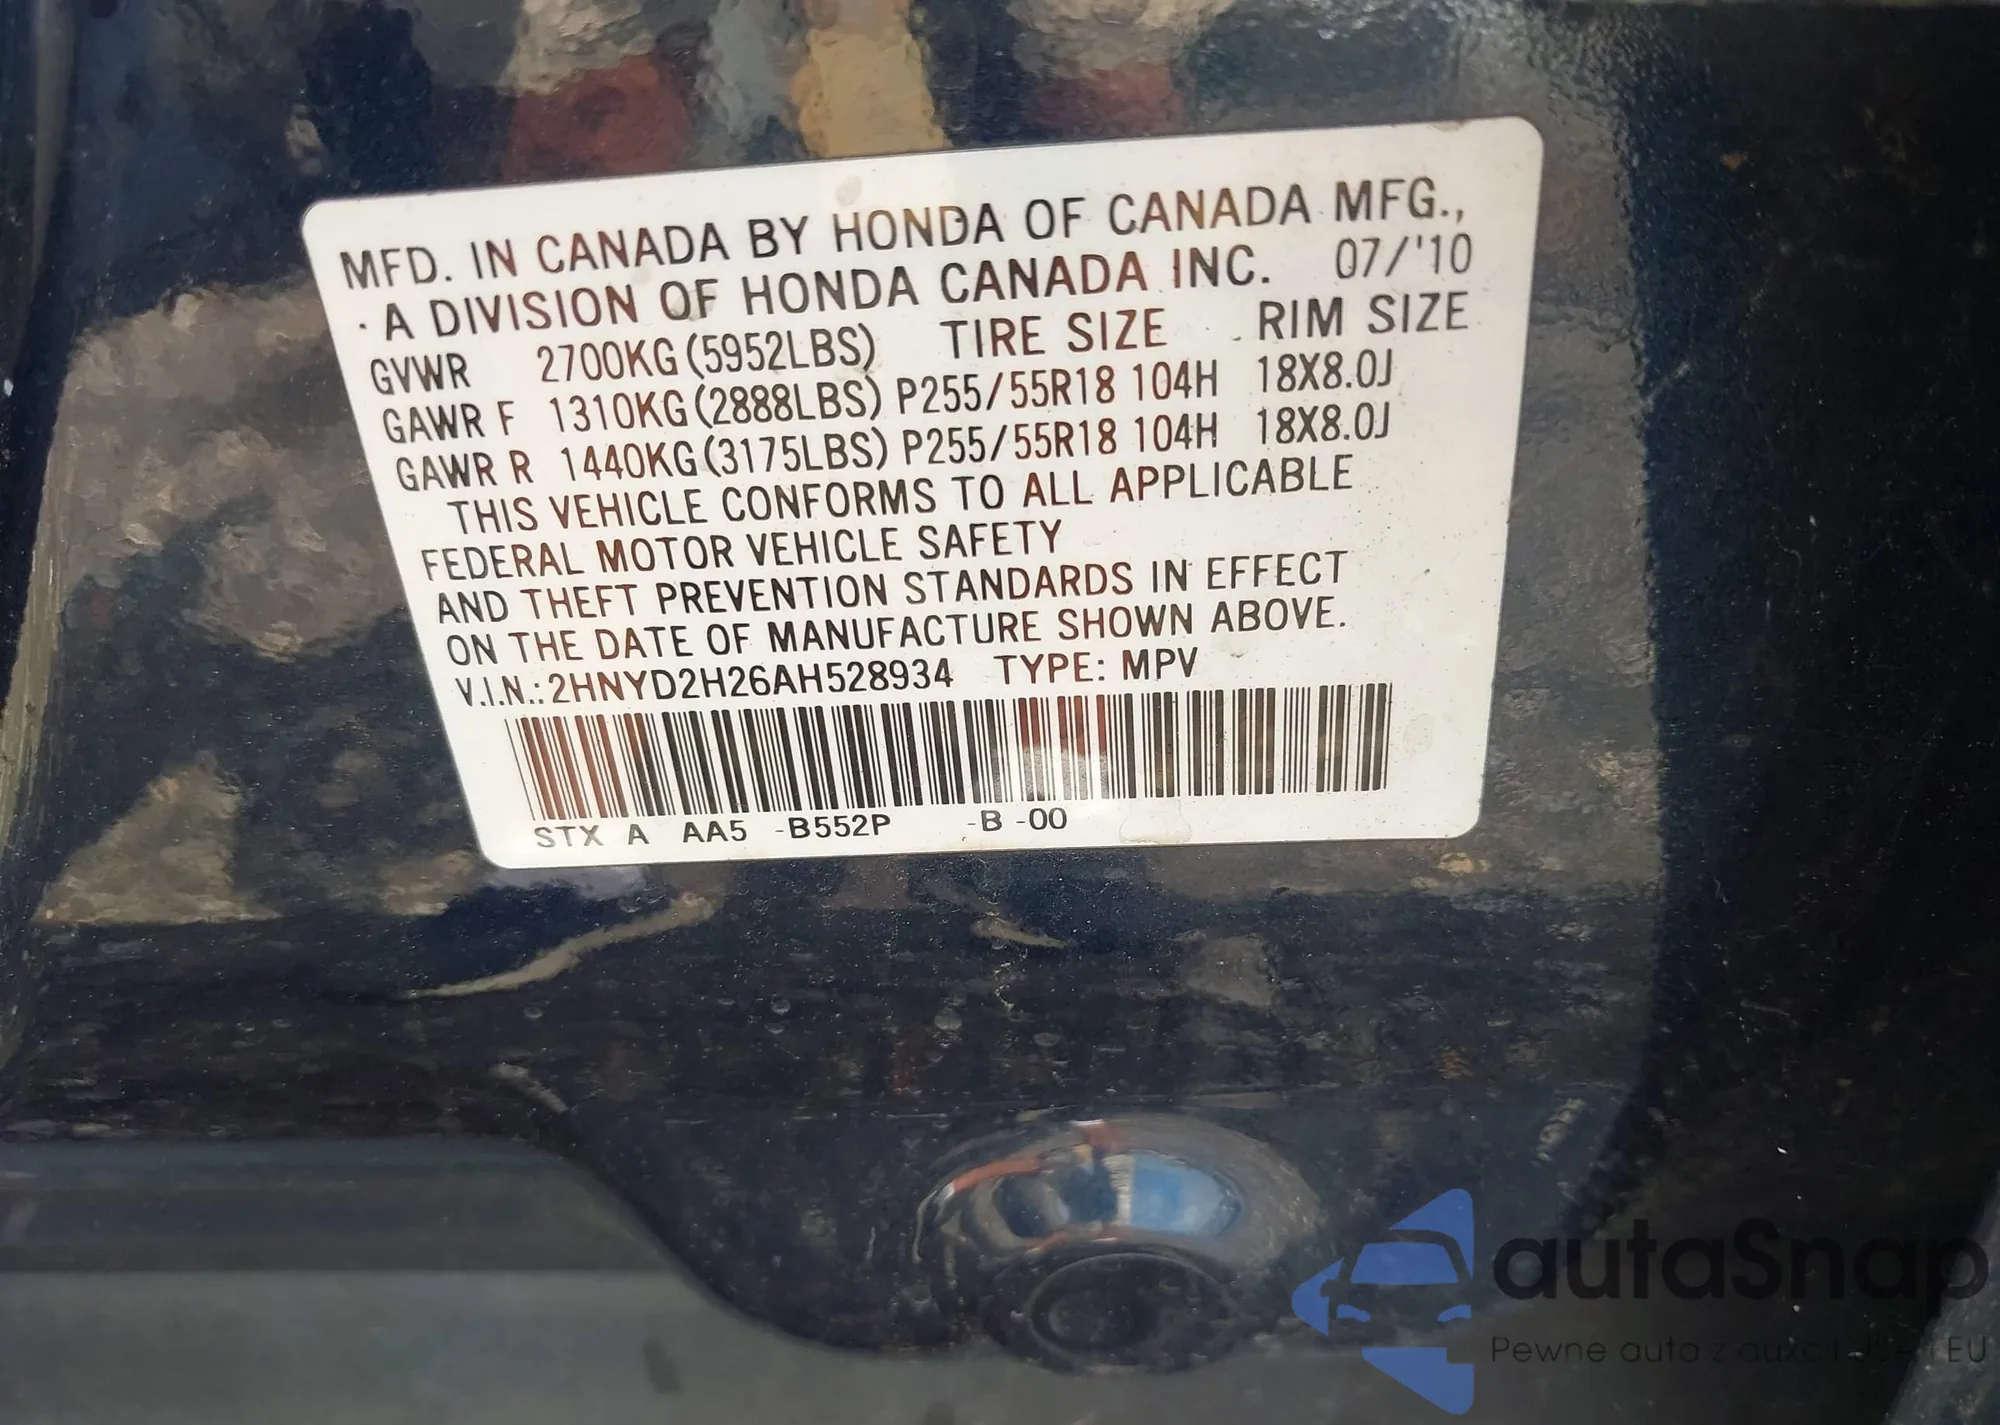 MFD. IN CANADA BY HONDA OF CANADA MFG.,
A DIVISION OF HONDA CANADA INC. 07/'10
GVWR 2700KG (5952LBS) TIRE SIZE RIM SIZE
GAWR F 1310KG (2888LBS) P255/55R18 104H 18X8.0J
GAWR R 1440KG (3175LBS) P255/55R18 104H 18X8.0J
THIS VEHICLE CONFORMS TO ALL APPLICABLE
FEDERAL MOTOR VEHICLE SAFETY
AND THEFT PREVENTION STANDARDS IN EFFECT
ON THE DATE OF MANUFACTURE SHOWN ABOVE.
V.I.N.: 2HNYD2H26AH528934 TYPE: MPV
STX A AA5 -B552P -B -00
autaSnap
Pewne auta z EU